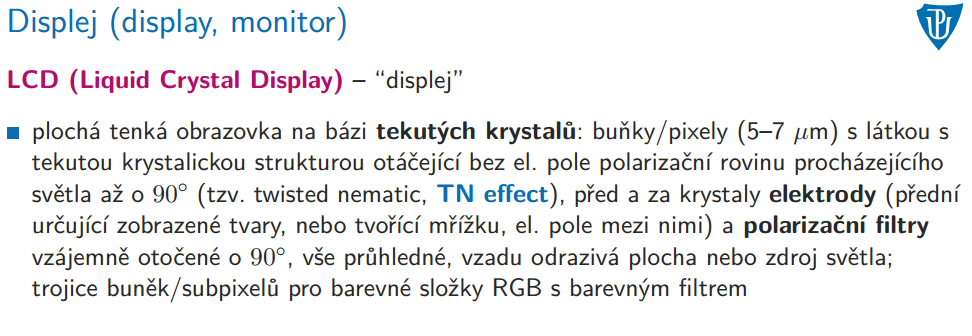 Displej (display, monitor)
LCD (Liquid Crystal Display) – “displej”
plochá tenká obrazovka na bázi tekutých krystalů: buňky/pixely (5–7 μm) s látkou s
tekutou krystalickou strukturou otáčející bez el. pole polarizační rovinu procházejícího
světla až o 90° (tzv. twisted nematic, TN effect), před a za krystaly elektrody (přední
určující zobrazené tvary, nebo tvořící mřížku, el. pole mezi nimi) a polarizační filtry
vzájemně otočené o 90°, vše průhledné, vzadu odrazivá plocha nebo zdroj světla;
trojice buněk/subpixelů pro barevné složky RGB s barevným filtrem